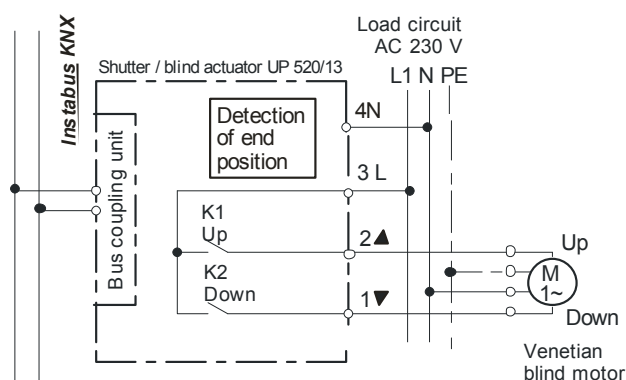 Instabus KNX
Load circuit
AC 230 V
Shutter / blind actuator UP 520/13
L1 N PE
Bus coupling unit
Detection
of end
position
4N
3 L
K1
Up
2▲
K2
Down
1▼
Up
M
1~
Down
Venetian
blind motor